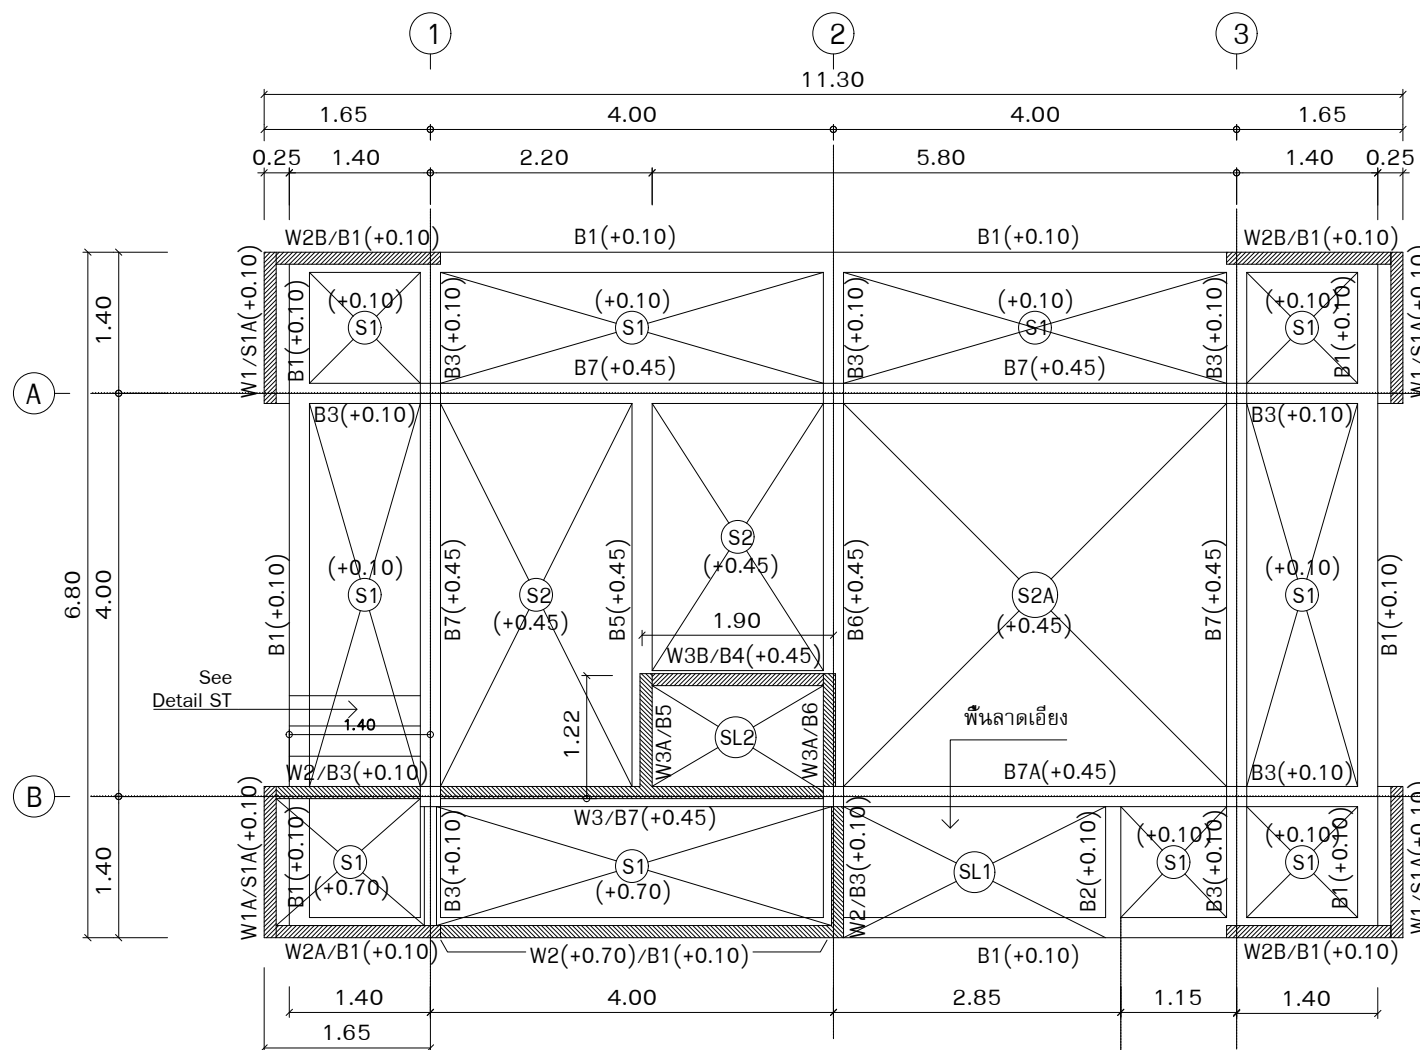 1 2 3
11.30
1.65 4.00 4.00 1.65
0.25 1.40 2.20 5.80 1.40 0.25
W2B/B1(+0.10) B1(+0.10) B1(+0.10) W2B/B1(+0.10)
W1/S1A(+0.10)
B1(+0.10)
(+0.10)
S1
B3(+0.10)
(+0.10)
S1
B7(+0.45)
B3(+0.10)
(+0.10)
S1
B7(+0.45)
B3(+0.10)
(+0.10)
S1
B1(+0.10)
W1/S1A(+0.10)
1.40
A
6.80
4.00
B3(+0.10)
B3(+0.10)
B1(+0.10)
(+0.10)
S1
B7(+0.45)
S2
(+0.45)
B5(+0.45)
S2
(+0.45)
1.90
W3B/B4(+0.45)
B6(+0.45)
S2A
(+0.45)
B7(+0.45)
(+0.10)
S1
B1(+0.10)
See
Detail ST
1.40
1.22
W3A/B5
SL2
W3A/B6
พื้นลาดเอียง
W2/B3(+0.10)
B7A(+0.45)
B3(+0.10)
B
1.40
W1A/S1A(+0.10)
B1(+0.10)
S1
(+0.70)
B3(+0.10)
W3/B7(+0.45)
S1
(+0.70)
W2/B3(+0.10)
SL1
B2(+0.10)
(+0.10)
S1
B3(+0.10)
(+0.10)
S1
B1(+0.10)
W1/S1A(+0.10)
W2A/B1(+0.10) W2(+0.70)/B1(+0.10) B1(+0.10) W2B/B1(+0.10)
1.40 4.00 2.85 1.15 1.40
1.65